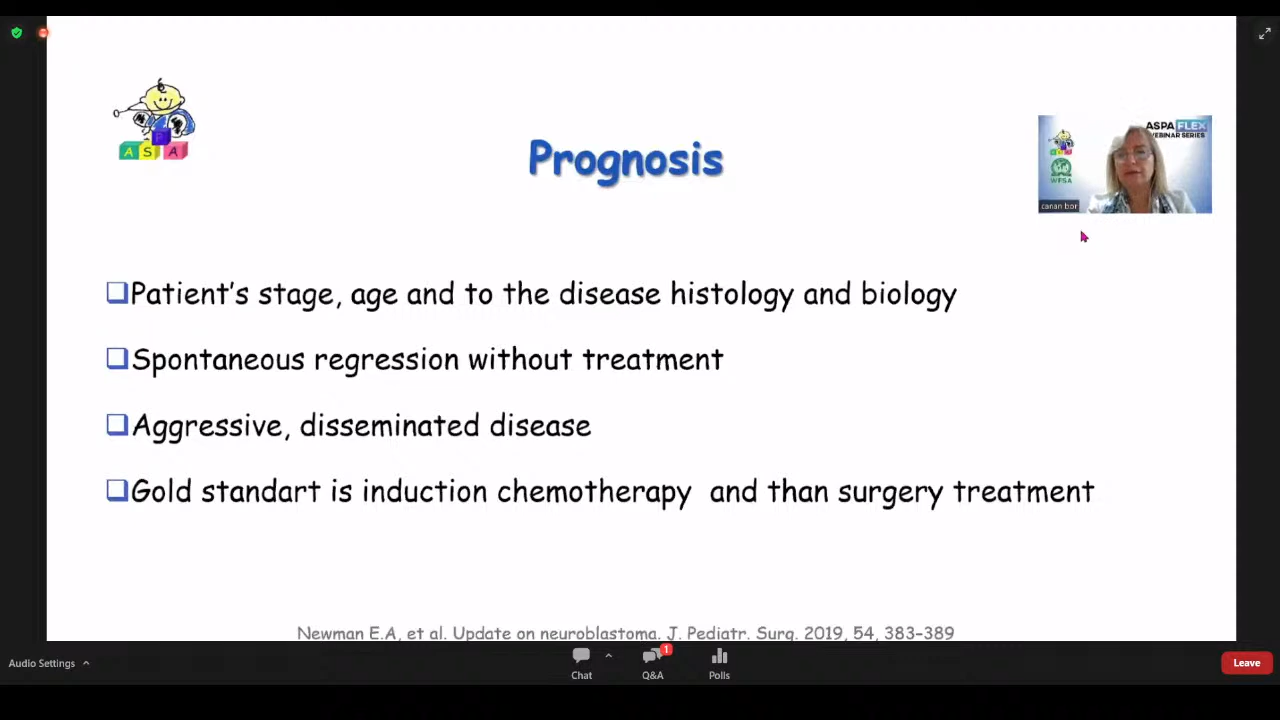 ASPA
Prognosis
ASPA FLEX
WEBINAR SERIES
WFSA
canan bor
Patient's stage, age and to the disease histology and biology
Spontaneous regression without treatment
Aggressive, disseminated disease
Gold standart is induction chemotherapy and than surgery treatment
Newman E.A, et al. Update on neuroblastoma. J. Pediatr. Surg. 2019, 54, 383–389
Audio Settings
Chat
1
Q&A
Polls
Leave